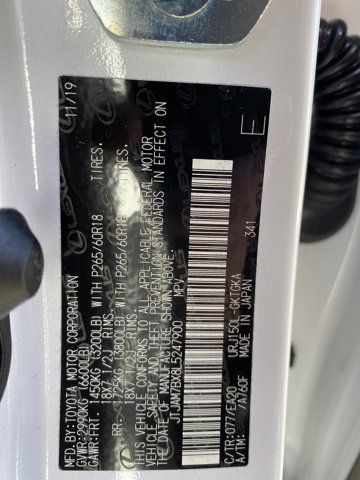 MFD.BY: TOYOTA MOTOR CORPORATION 11/19
GVWR: 2990KG (6600LB)
GAWR: FRT. 1450KG (3200LB) WITH P265/60R18 TIRES,
18X7 1/2J RIMS.
RR. 1725KG (3800LB) WITH P265/60R18 TIRES,
18X7 1/2J RIMS.
THIS VEHICLE CONFORMS TO ALL APPLICABLE FEDERAL MOTOR
VEHICLE SAFETY AND THEFT PREVENTION STANDARDS IN EFFECT ON
THE DATE OF MANUFACTURE SHOWN ABOVE.
JTJAM7BX8L5247900 MPV
E
341
C/TR:077/EA20 URJ150L-GKTGKA
/A760F MADE IN JAPAN